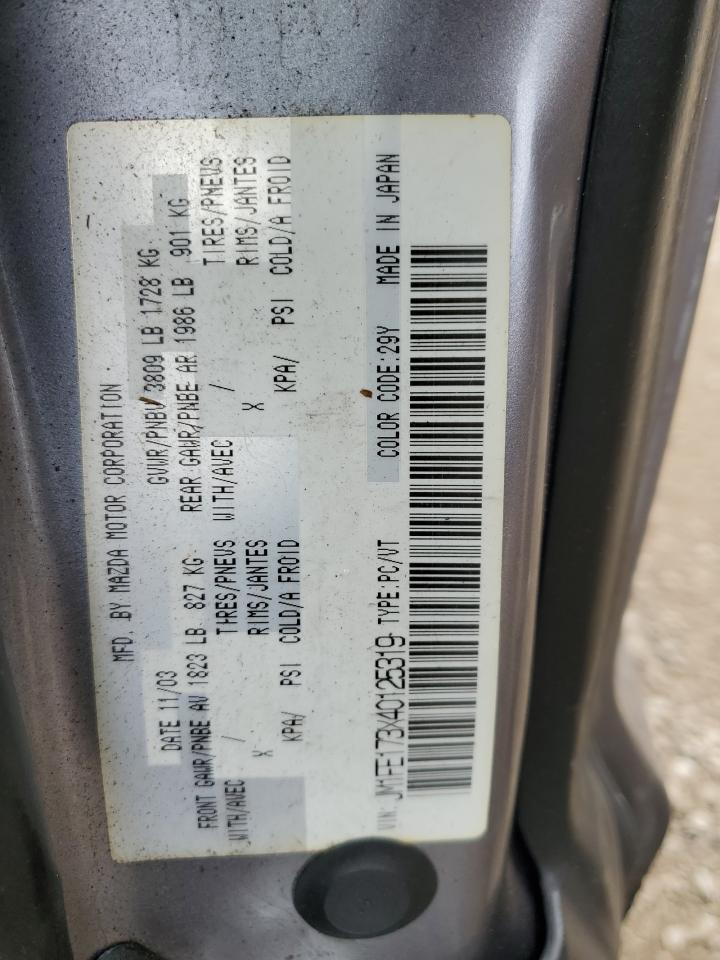 MFD. BY MAZDA MOTOR CORPORATION
DATE 11/03 GVWR/PNBV 3809 LB 1728 KG
FRONT GAWR/PNBE AV 1823 LB 827 KG REAR GAWR/PNBE AR 1986 LB 901 KG
WITH/AVEC / TIRES/PNEUS WITH/AVEC / TIRES/PNEUS
X RIMS/JANTES X RIMS/JANTES
KPA/ PSI COLD/A FROID KPA/ PSI COLD/A FROID
VIN: JM1FE173X40125319 TYPE:PC/VT COLOR CODE:29Y MADE IN JAPAN